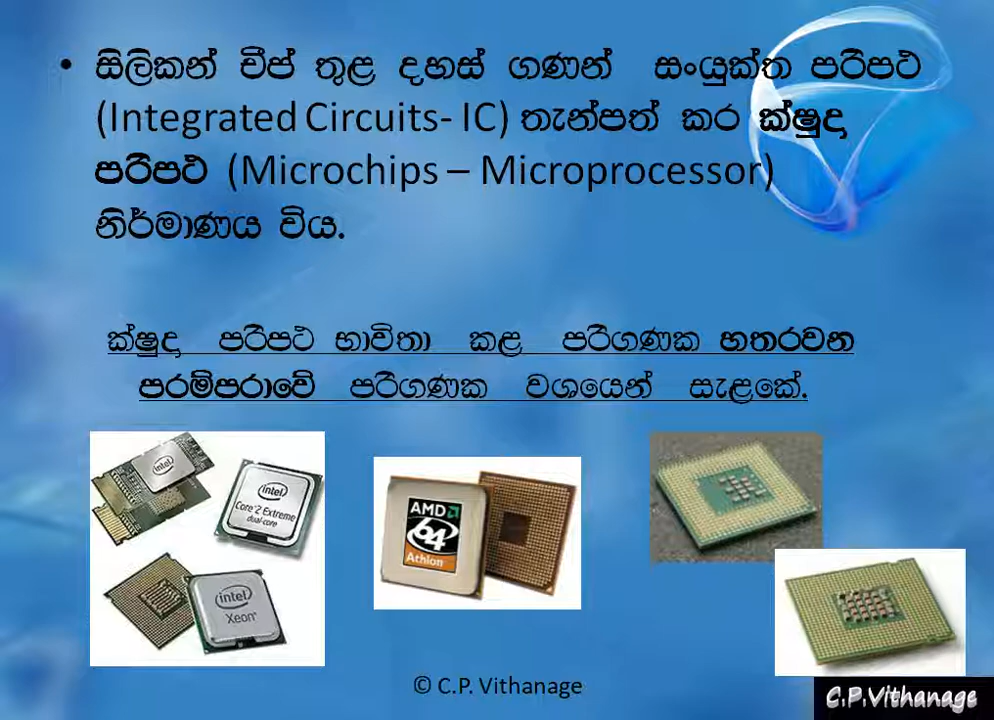 • සිලිකන් චීප් තුළ දහස් ගණන් සංයුක්ත පරිපථ
(Integrated Circuits- IC) තැන්පත් කර ක්ෂුද්‍ර
පරිපථ (Microchips – Microprocessor)
නිර්මාණය විය.
ක්ෂුද්‍ර පරිපථ භාවිතා කළ පරිගණක හතරවන
පරම්පරාවේ පරිගණක වශයෙන් සැළකේ.
intel
intel
Core™2 Extreme
dual-core
intel
Xeon®
AMD
64
Athlon
© C.P. Vithanage
C.P.Vithanage